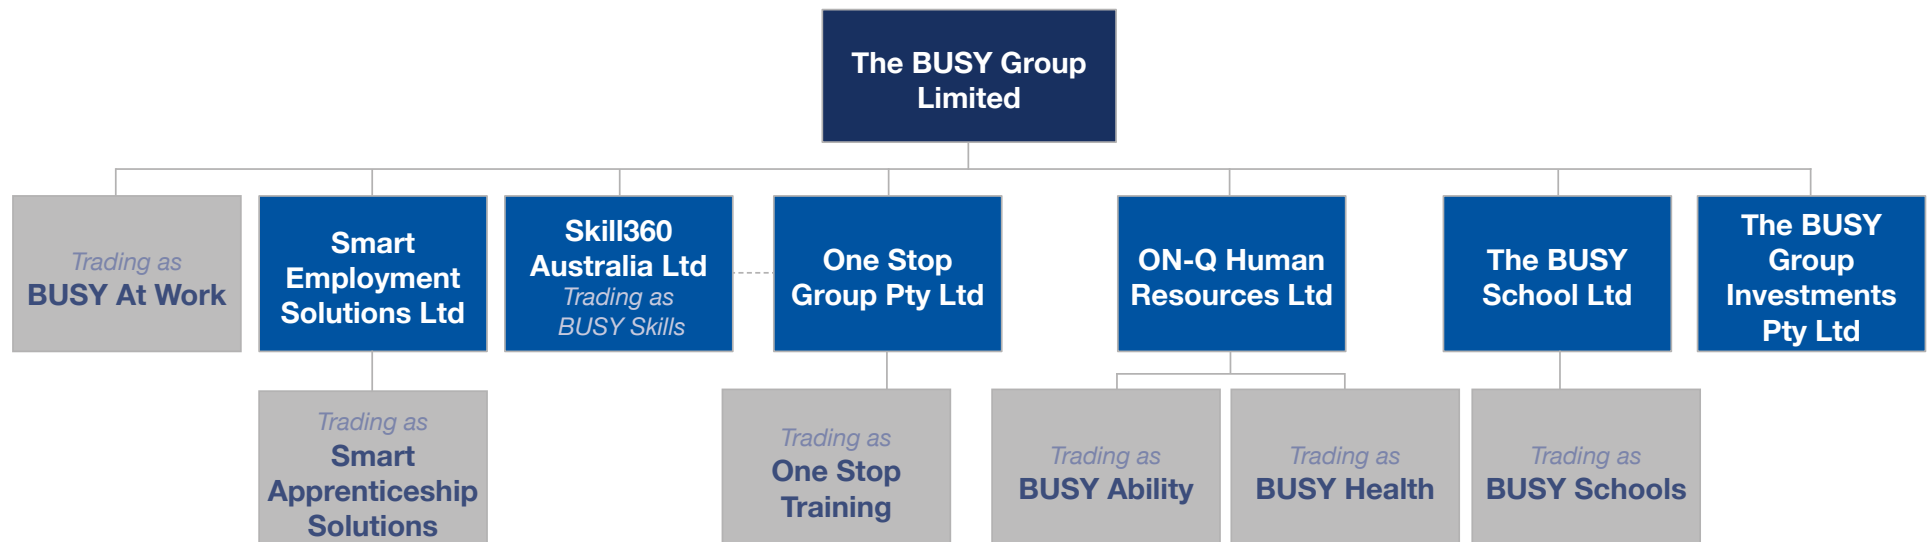 The BUSY Group
Limited
Trading as
BUSY At Work
Smart
Employment
Solutions Ltd
Skill360
Australia Ltd
Trading as
BUSY Skills
One Stop
Group Pty Ltd
ON-Q Human
Resources Ltd
The BUSY
School Ltd
The BUSY
Group
Investments
Pty Ltd
Trading as
Smart
Apprenticeship
Solutions
Trading as
One Stop
Training
Trading as
BUSY Ability
Trading as
BUSY Health
Trading as
BUSY Schools